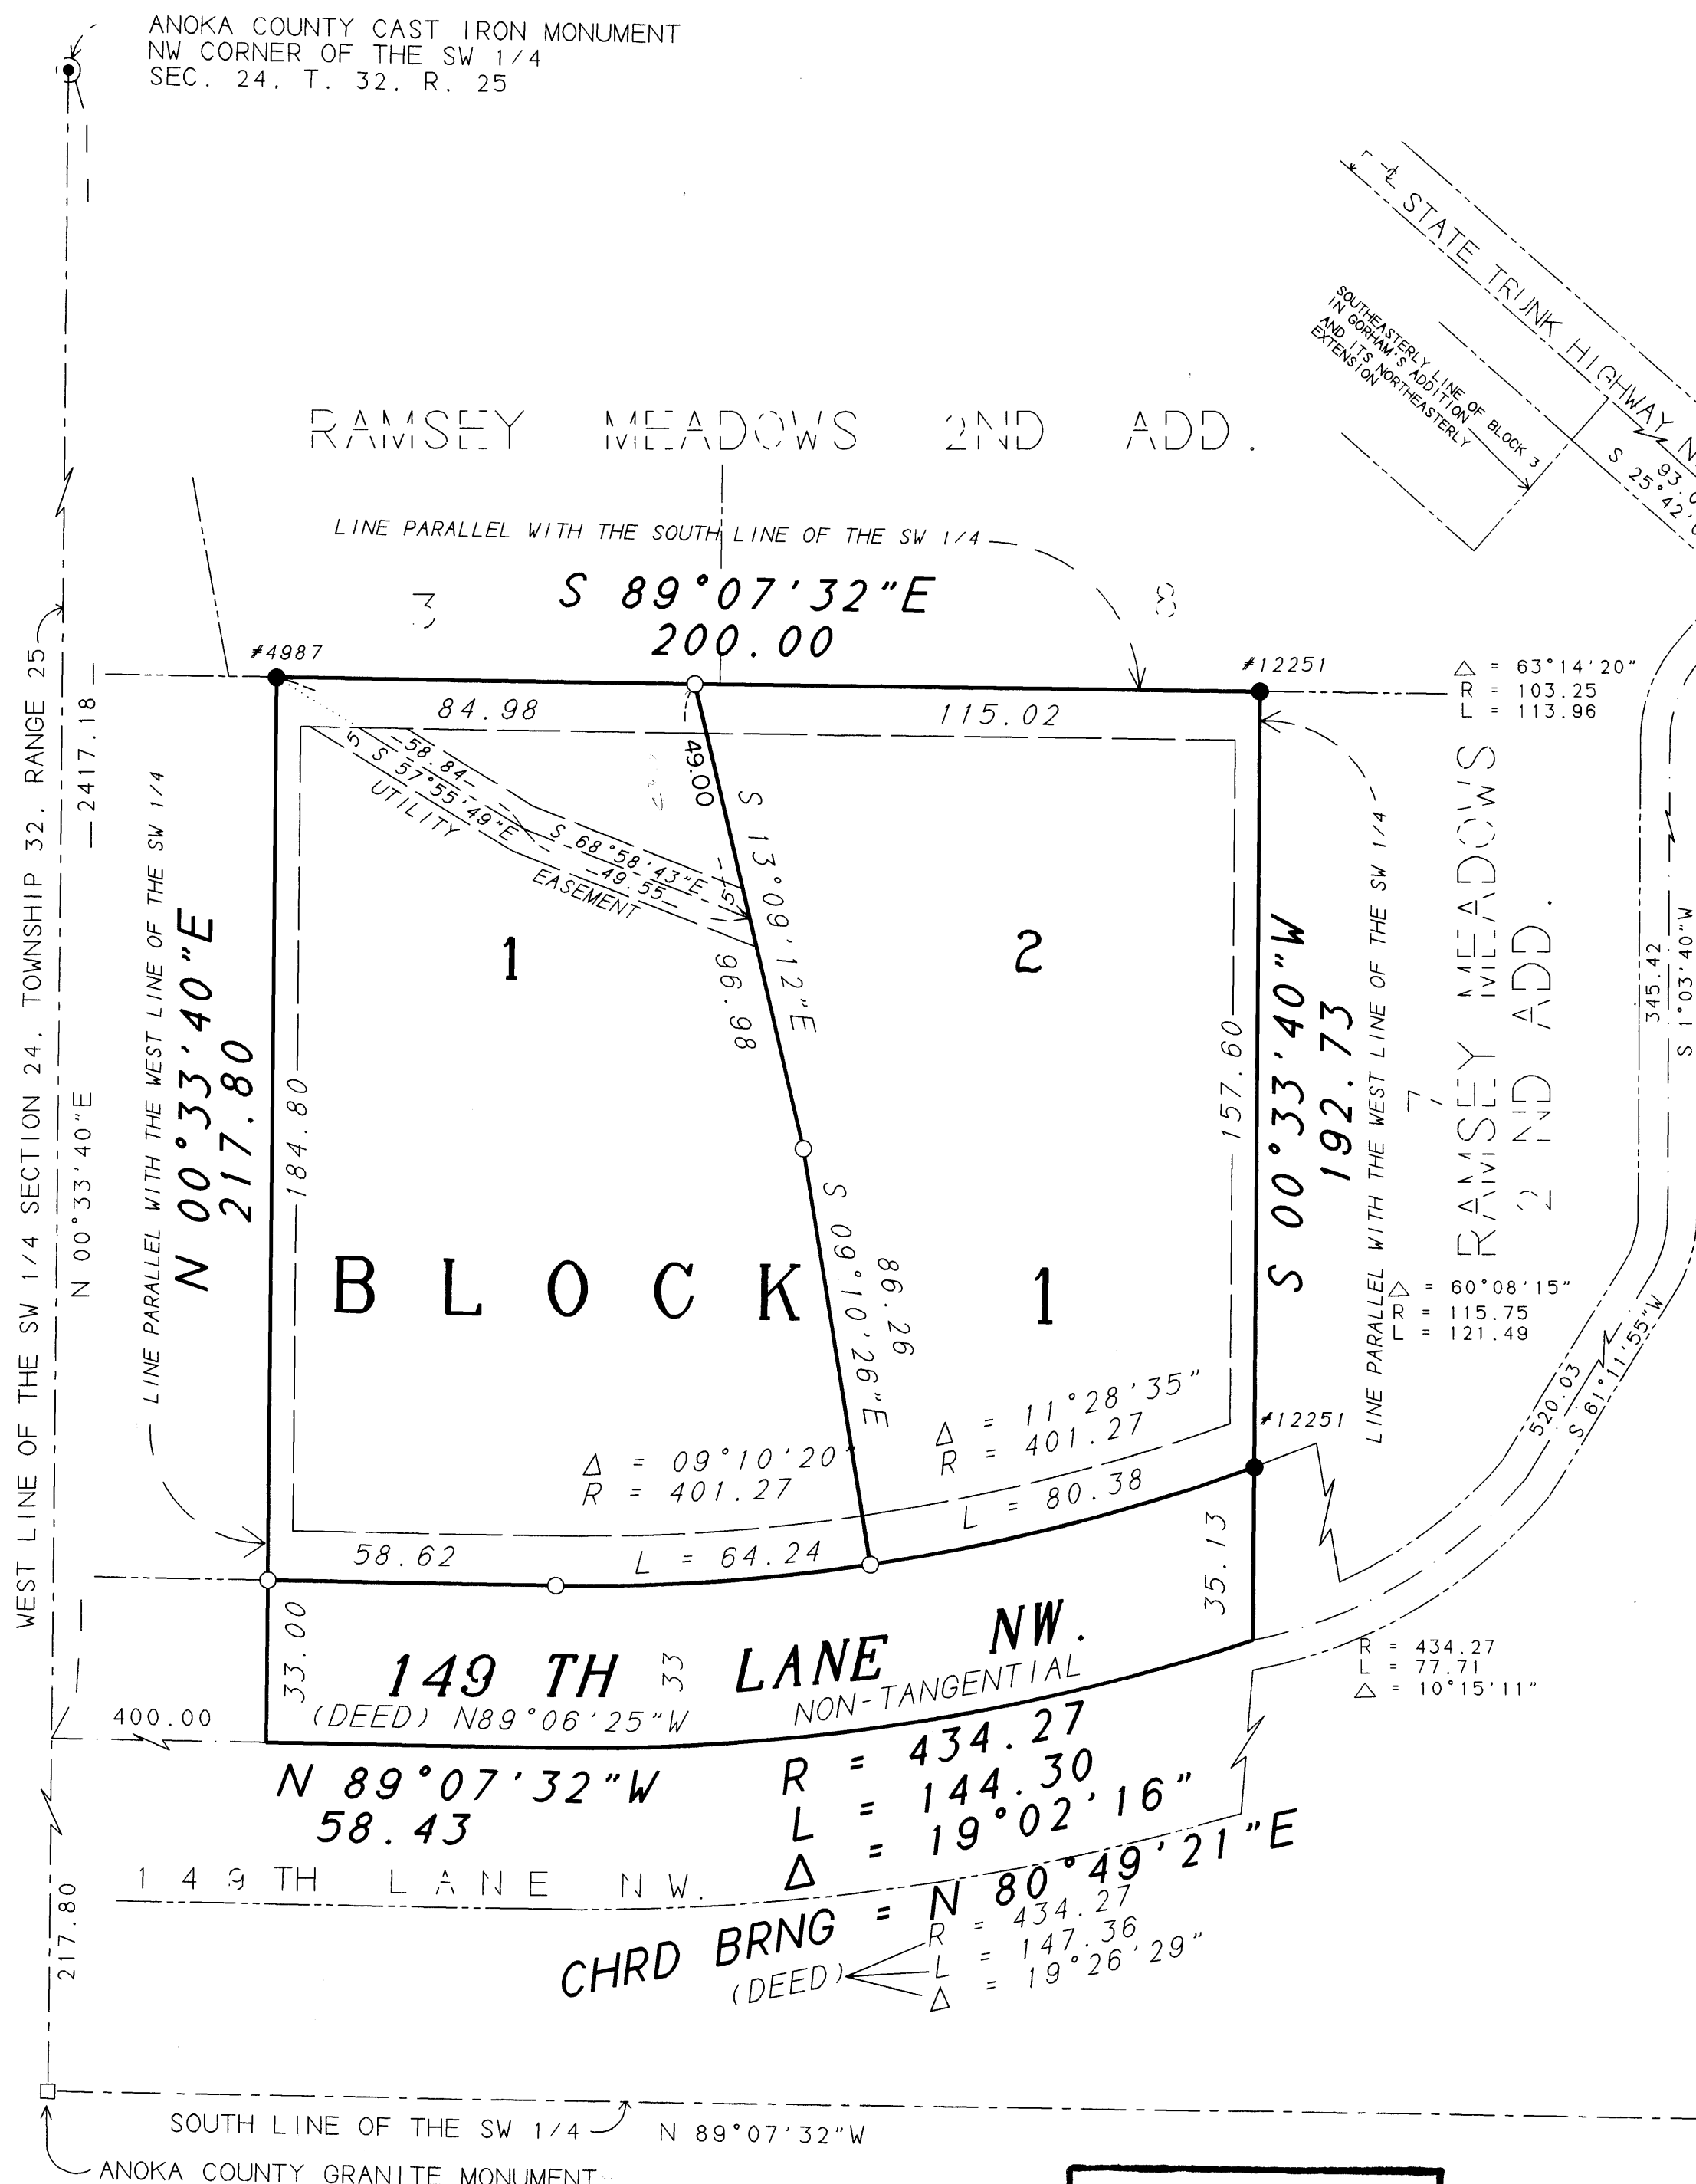 ANOKA COUNTY CAST IRON MONUMENT
NW CORNER OF THE SW 1/4
SEC. 24, T. 32, R. 25
STATE TRUNK HIGHWAY
SOUTHEASTERLY LINE OF BLOCK 3
IN GORHAM'S ADDITION
AND ITS NORTHEASTERLY
EXTENSION
RAMSEY MEADOWS 2ND ADD.
LINE PARALLEL WITH THE SOUTH LINE OF THE SW 1/4
3
8
S 89°07'32"E
200.00
#4987
#12251
84.98
115.02
Δ = 63°14'20"
R = 103.25
L = 113.96
WEST LINE OF THE SW 1/4 SECTION 24, TOWNSHIP 32, RANGE 25
2417.18
N 00°33'40"E
LINE PARALLEL WITH THE WEST LINE OF THE SW 1/4
N 00°33'40"E
217.80
184.80
5
58.84
S 57°55'49"E
UTILITY
S 68°58'43"E
49.55
EASEMENT
5
49.00
S 13°09'12"E
96.98
1
2
157.60
S 00°33'40"W
192.73
LINE PARALLEL WITH THE WEST LINE OF THE SW 1/4
7
RAMSEY MEADOWS
2 ND ADD.
345.42
S 1°03'40"W
BLOCK 1
S 09°10'26"E
86.26
Δ = 60°08'15"
R = 115.75
L = 121.49
520.03
S 61°11'55"W
Δ = 09°10'20"
R = 401.27
Δ = 11°28'35"
R = 401.27
#12251
58.62
L = 64.24
L = 80.38
33.00
35.13
149 TH LANE NW.
33
(DEED) N89°06'25"W
NON-TANGENTIAL
R = 434.27
L = 77.71
Δ = 10°15'11"
400.00
N 89°07'32"W
58.43
R = 434.27
L = 144.30
Δ = 19°02'16"
CHRD BRNG = N 80°49'21"E
149 TH LANE NW.
(DEED)
R = 434.27
L = 147.36
Δ = 19°26'29"
217.80
SOUTH LINE OF THE SW 1/4
N 89°07'32"W
ANOKA COUNTY GRANITE MONUMENT